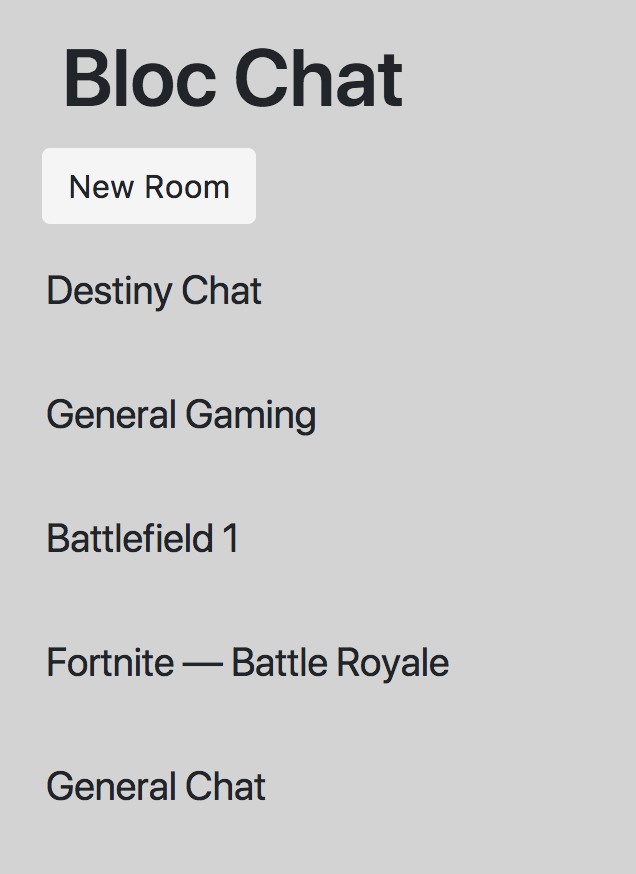 Bloc Chat
New Room
Destiny Chat
General Gaming
Battlefield 1
Fortnite — Battle Royale
General Chat